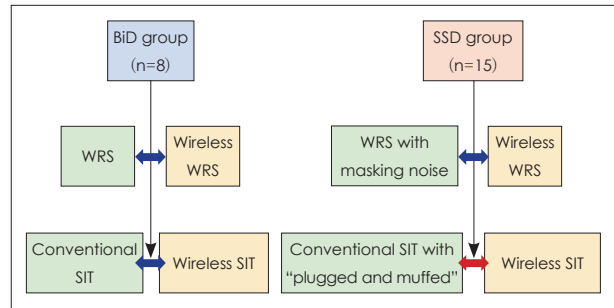 BiD group
(n=8)
SSD group
(n=15)
WRS
Wireless
WRS
WRS with
masking noise
Wireless
WRS
Conventional
SIT
Wireless SIT
Conventional SIT with
“plugged and muffed”
Wireless SIT